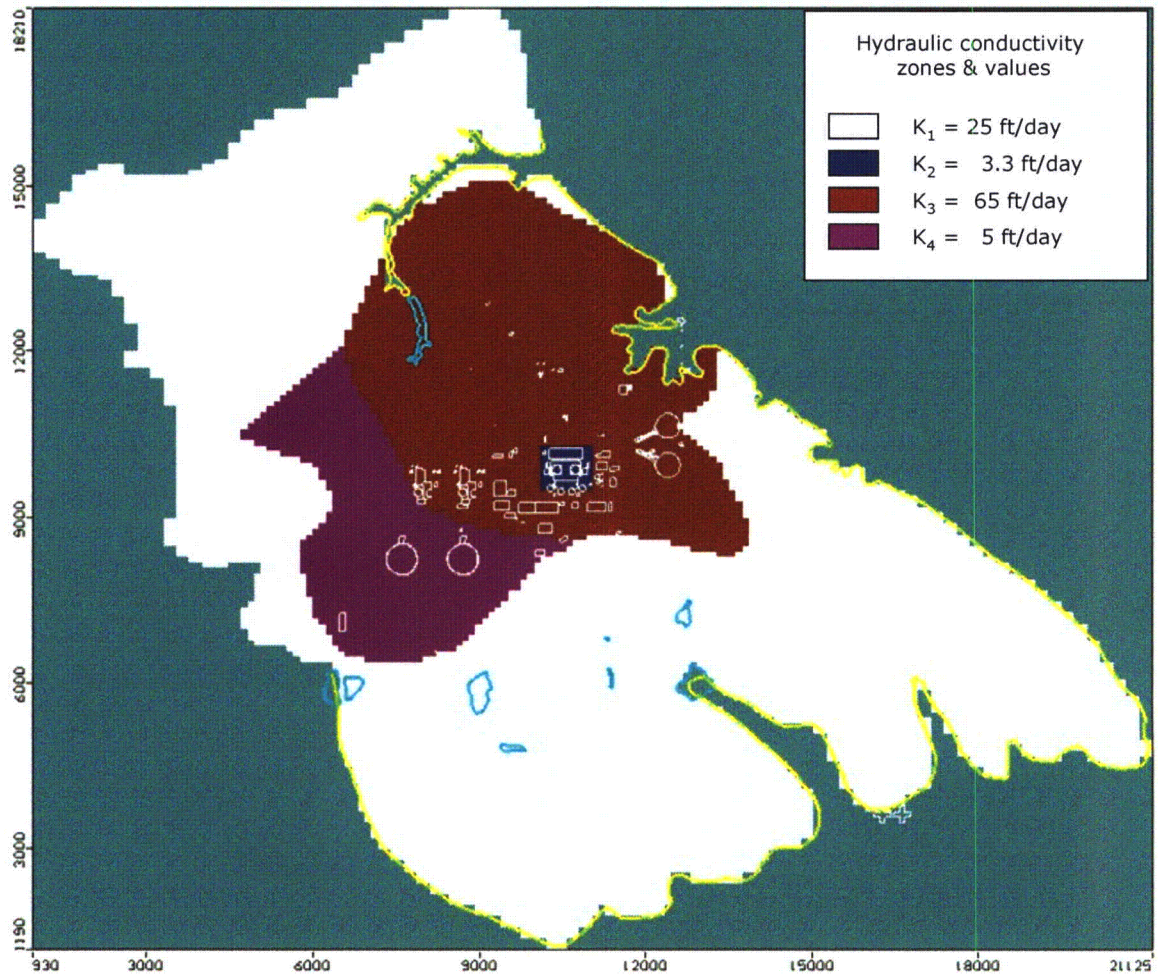 Hydraulic conductivity
zones & values
K₁ = 25 ft/day
K₂ = 3.3 ft/day
K₃ = 65 ft/day
K₄ = 5 ft/day
18210
15000
12000
9000
6000
3000
1190
930 3000 6000 9000 12000 15000 18000 21125